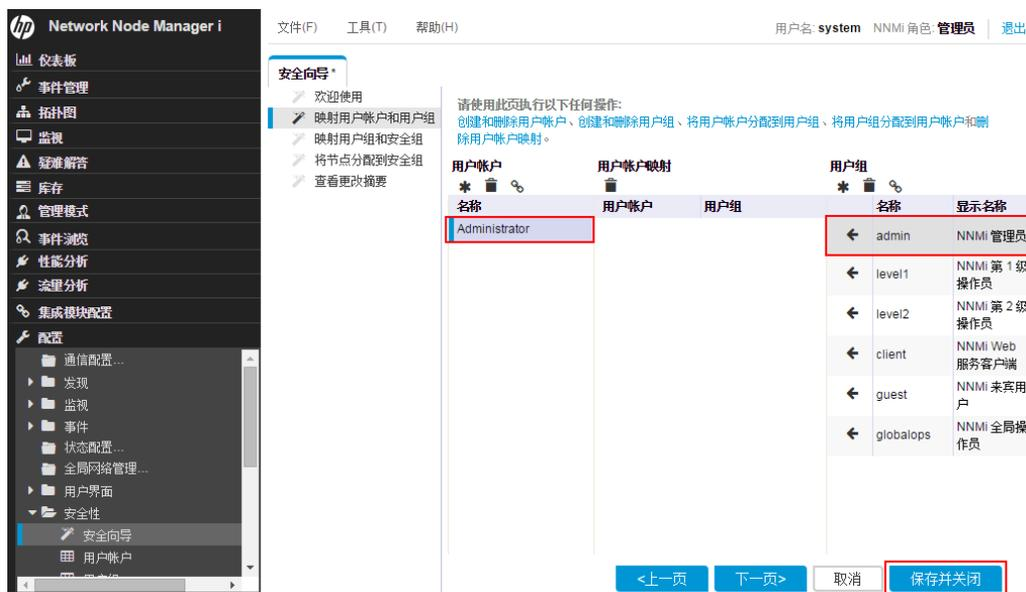 hp Network Node Manager i
文件(F) 工具(T) 帮助(H)
用户名: system NNMi 角色: 管理员 退出
仪表板
事件管理
拓扑图
监视
疑难解答
库存
管理模式
事件浏览
性能分析
流量分析
集成模块配置
配置
通信配置...
发现
监视
事件
状态配置...
全局网络管理...
用户界面
安全性
安全向导
用户帐户
安全向导*
欢迎使用
映射用户帐户和用户组
映射用户组和安全组
将节点分配到安全组
查看更改摘要
请使用此页执行以下任何操作:
创建和删除用户帐户、创建和删除用户组、将用户帐户分配到用户组、将用户组分配到用户帐户和删
除用户帐户映射。
用户帐户
名称
Administrator
用户帐户映射
用户帐户 用户组
用户组
名称 显示名称
admin NNMi 管理员
level1 NNMi 第 1 级
操作员
level2 NNMi 第 2 级
操作员
client NNMi Web
服务客户端
guest NNMi 来宾用
户
globalops NNMi 全局操
作员
<上一页 下一页> 取消 保存并关闭